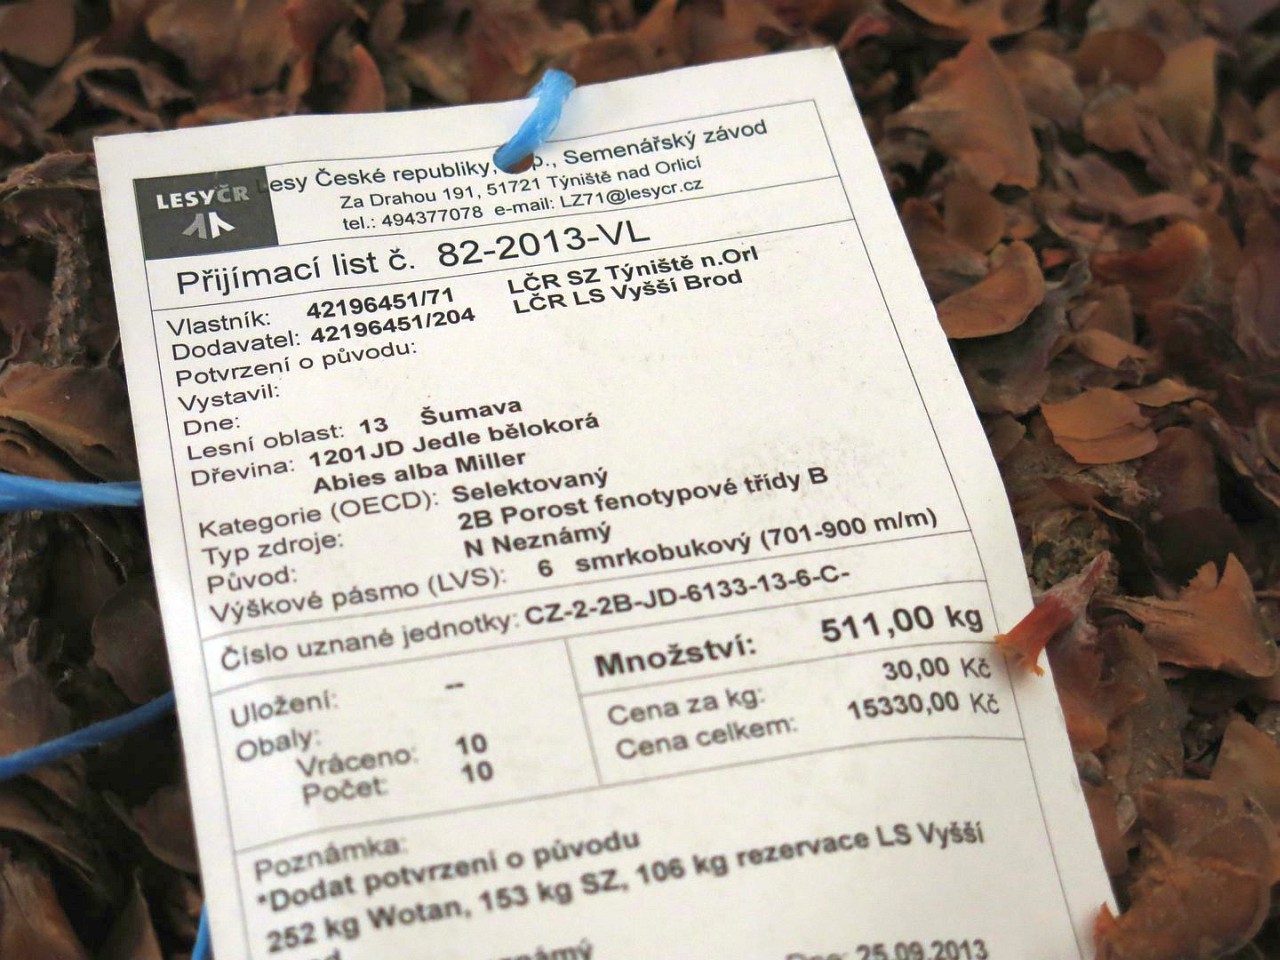 LESYČR
Lesy České republiky, s.p., Semenářský závod
Za Drahou 191, 51721 Týniště nad Orlicí
tel.: 494377078 e-mail: LZ71@lesycr.cz
Přijímací list č. 82-2013-VL
Vlastník: 42196451/71 LČR SZ Týniště n.Orl
Dodavatel: 42196451/204 LČR LS Vyšší Brod
Potvrzení o původu:
Vystavil:
Dne:
Lesní oblast: 13 Šumava
Dřevina: 1201JD Jedle bělokorá
Abies alba Miller
Kategorie (OECD): Selektovaný
Typ zdroje: 2B Porost fenotypové třídy B
Původ: N Neznámý
Výškové pásmo (LVS): 6 smrkobukový (701-900 m/m)
Číslo uznané jednotky: CZ-2-2B-JD-6133-13-6-C-
Množství: 511,00 kg
Cena za kg: 30,00 Kč
Cena celkem: 15330,00 Kč
Uložení: --
Obaly:
Vráceno: 10
Počet: 10
Poznámka:
*Dodat potvrzení o původu
252 kg Wotan, 153 kg SZ, 106 kg rezervace LS Vyšší
Dne: 25.09.2013